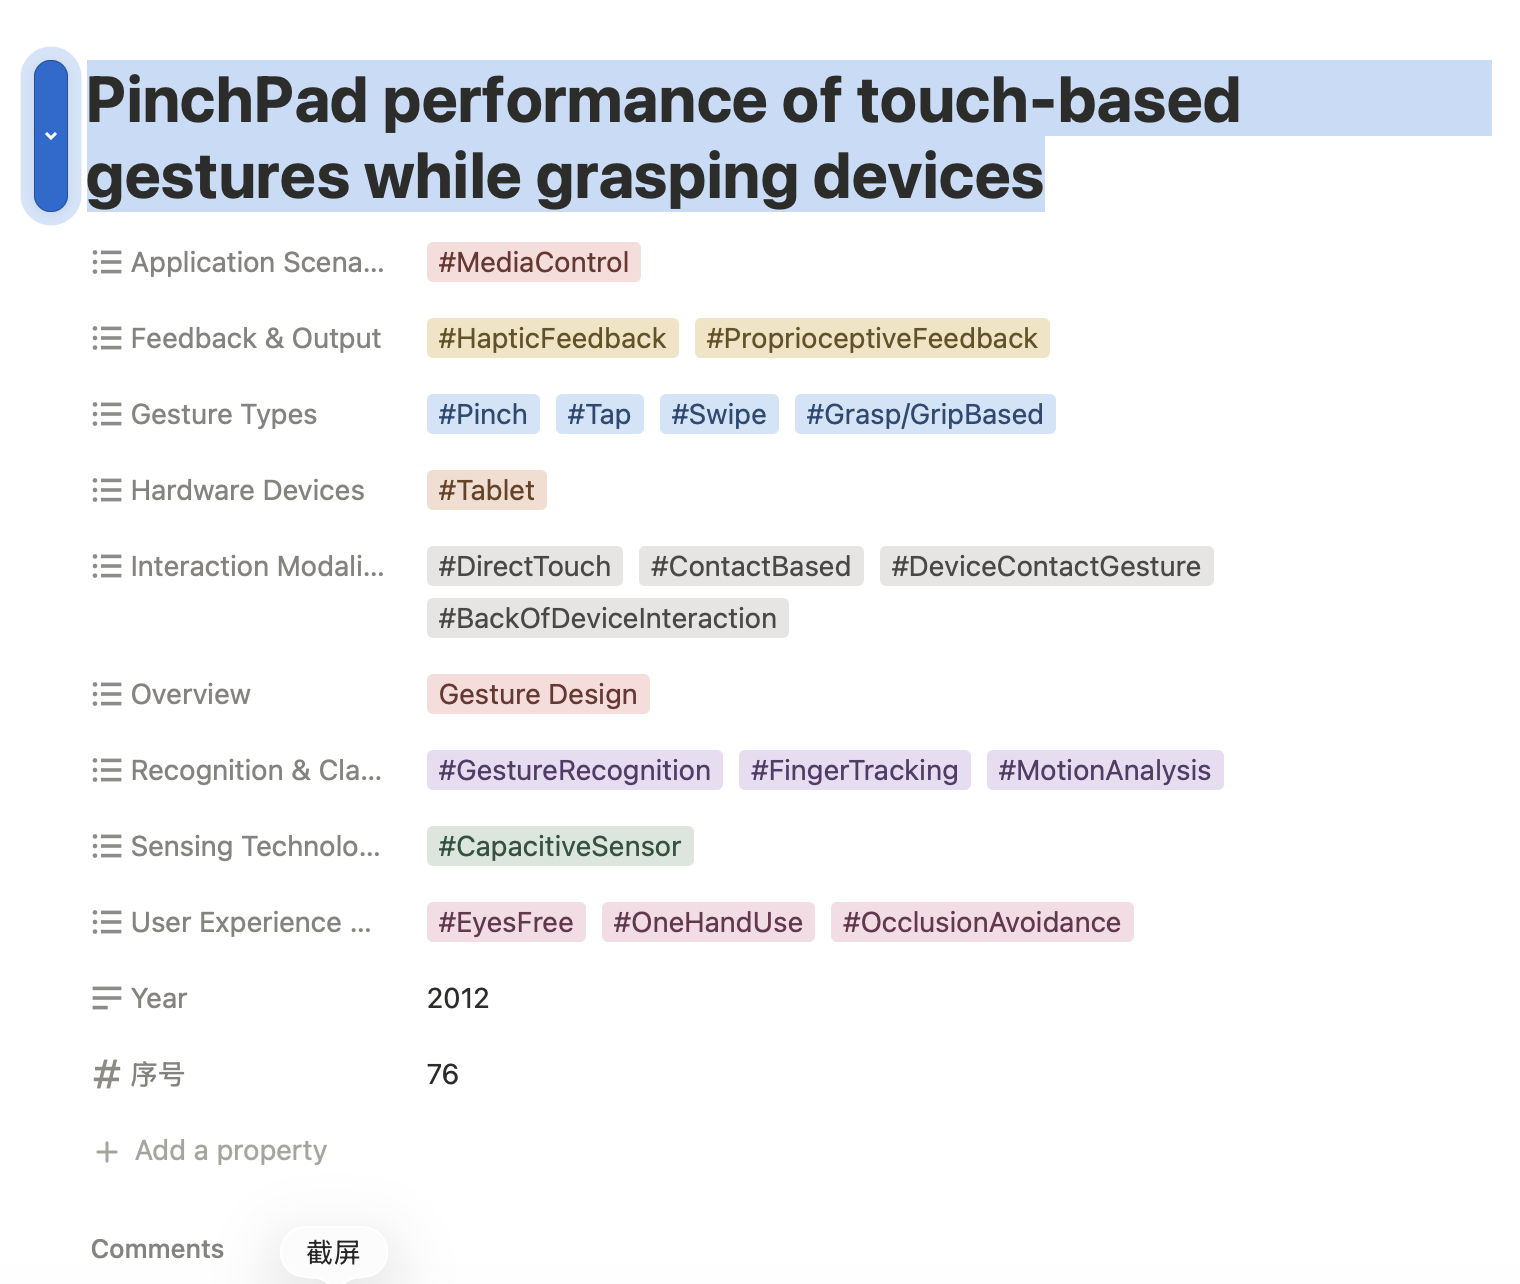 PinchPad performance of touch-based
gestures while grasping devices
Application Scena... #MediaControl
Feedback & Output #HapticFeedback #ProprioceptiveFeedback
Gesture Types #Pinch #Tap #Swipe #Grasp/GripBased
Hardware Devices #Tablet
Interaction Modali... #DirectTouch #ContactBased #DeviceContactGesture
#BackOfDeviceInteraction
Overview Gesture Design
Recognition & Cla... #GestureRecognition #FingerTracking #MotionAnalysis
Sensing Technolo... #CapacitiveSensor
User Experience ... #EyesFree #OneHandUse #OcclusionAvoidance
Year 2012
序号 76
Add a property
Comments 截屏